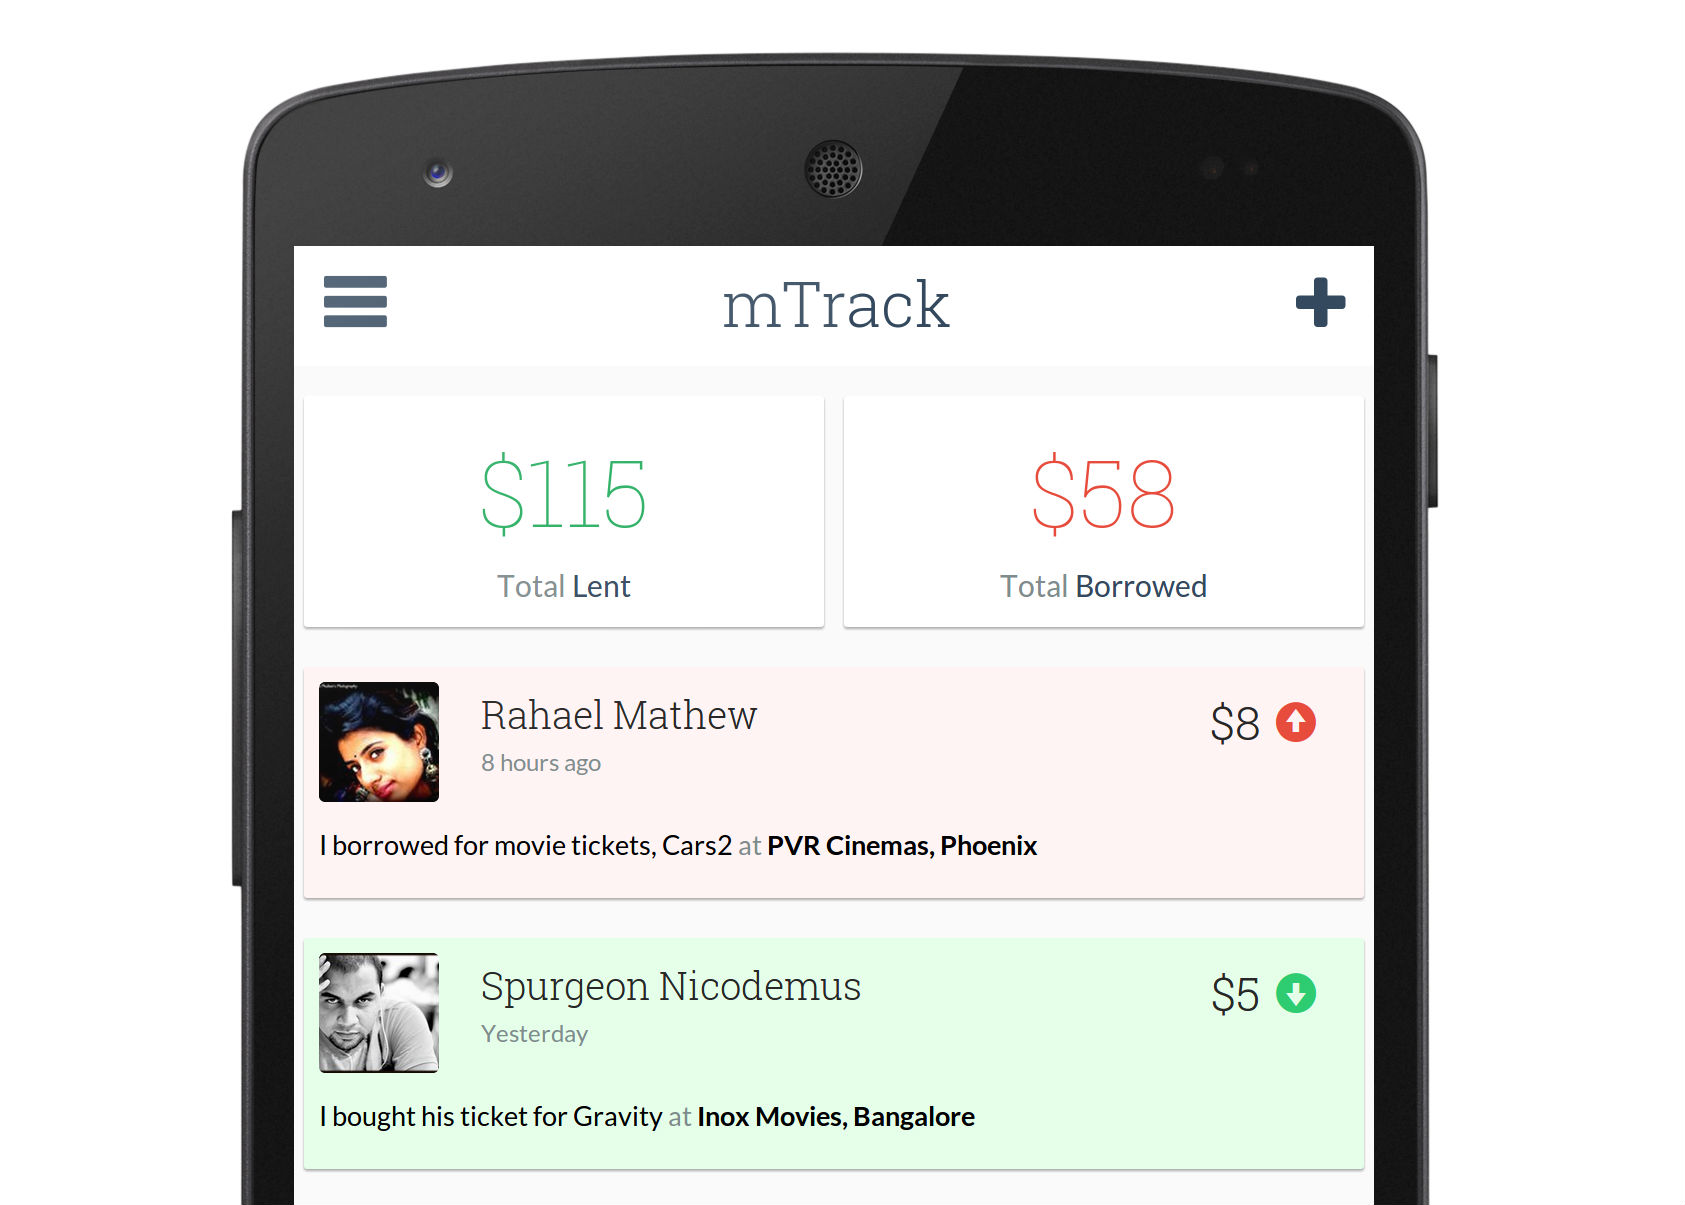 mTrack
$115
$58
Total Lent
Total Borrowed
Rahael Mathew
$8
8 hours ago
I borrowed for movie tickets, Cars2 at PVR Cinemas, Phoenix
Spurgeon Nicodemus
$5
Yesterday
I bought his ticket for Gravity at Inox Movies, Bangalore